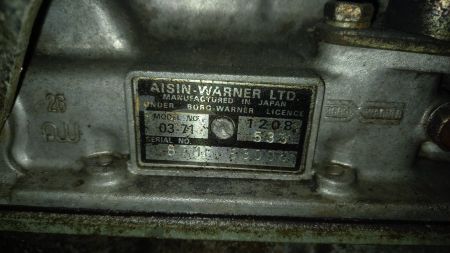 AISIN-WARNER LTD.
MANUFACTURED IN JAPAN
UNDER BORG-WARNER LICENCE
MODEL NO.
03-71
1208
533
SERIAL NO.
26
AW